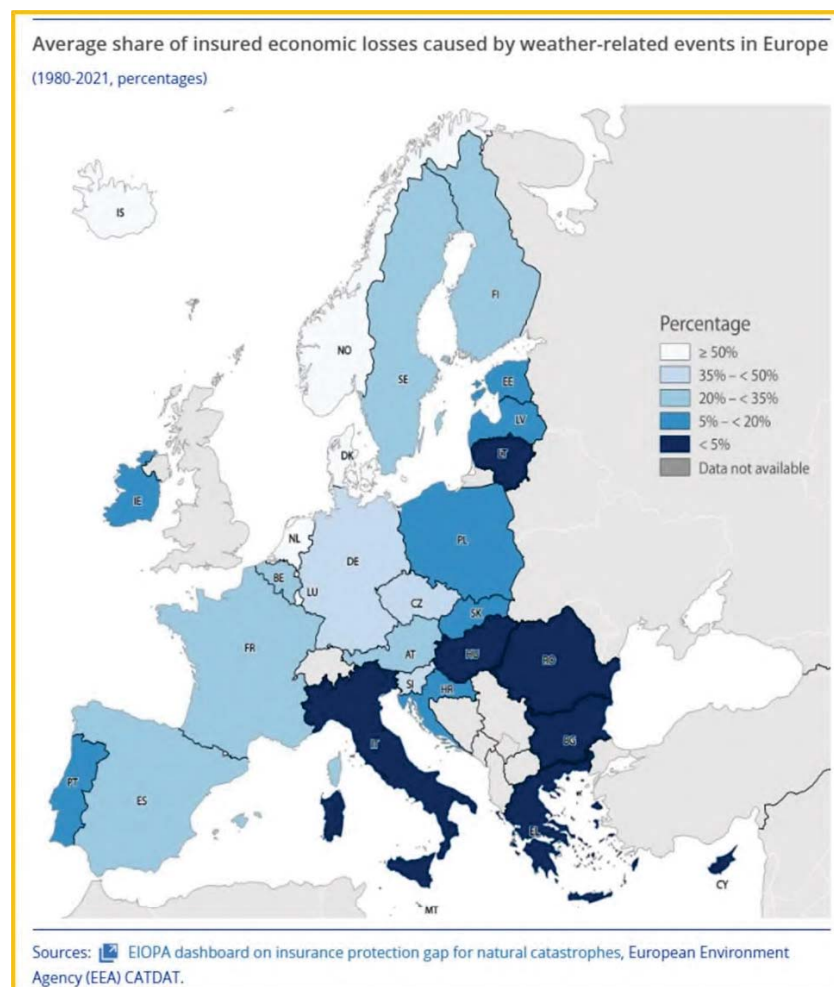 Average share of insured economic losses caused by weather-related events in Europe
(1980-2021, percentages)
IS
FI
NO
SE
Percentage
≥ 50%
35% – < 50%
20% – < 35%
5% – < 20%
< 5%
Data not available
EE
LV
LT
DK
IE
NL
PL
BE
DE
LU
CZ
SK
FR
AT
HU
RO
SI
HR
IT
BG
PT
ES
EL
CY
MT
Sources: EIOPA dashboard on insurance protection gap for natural catastrophes, European Environment
Agency (EEA) CATDAT.